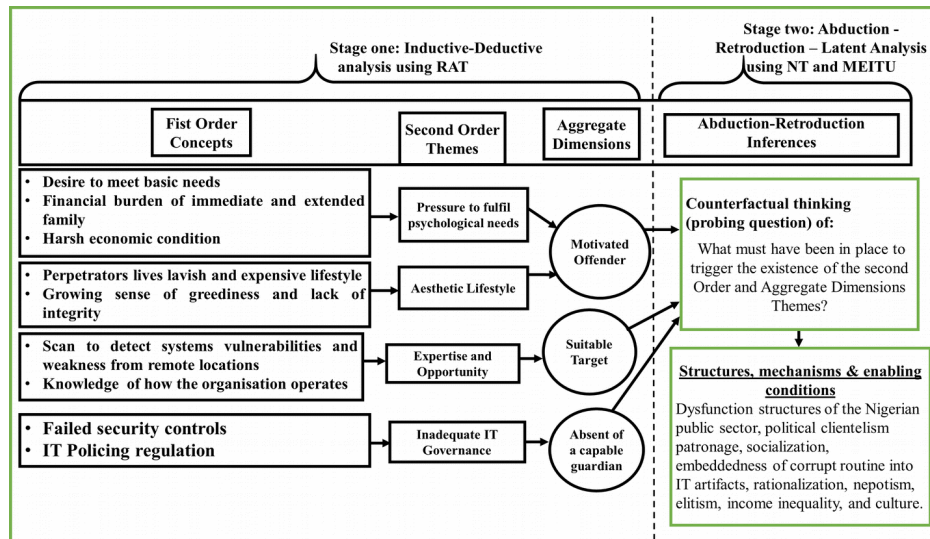 Stage one: Inductive-Deductive
analysis using RAT
Stage two: Abduction -
Retroduction – Latent Analysis
using NT and MEITU
Fist Order
Concepts
Second Order
Themes
Aggregate
Dimensions
Abduction-Retroduction
Inferences
• Desire to meet basic needs
• Financial burden of immediate and extended
family
• Harsh economic condition
Pressure to fulfil
psychological needs
Motivated
Offender
• Perpetrators lives lavish and expensive lifestyle
• Growing sense of greediness and lack of
integrity
Aesthetic Lifestyle
• Scan to detect systems vulnerabilities and
weakness from remote locations
• Knowledge of how the organisation operates
Expertise and
Opportunity
Suitable
Target
• Failed security controls
• IT Policing regulation
Inadequate IT
Governance
Absent of
a capable
guardian
Counterfactual thinking
(probing question) of:
What must have been in place to
trigger the existence of the second
Order and Aggregate Dimensions
Themes?
Structures, mechanisms & enabling
conditions
Dysfunction structures of the Nigerian
public sector, political clientelism
patronage, socialization,
embeddedness of corrupt routine into
IT artifacts, rationalization, nepotism,
elitism, income inequality, and culture.